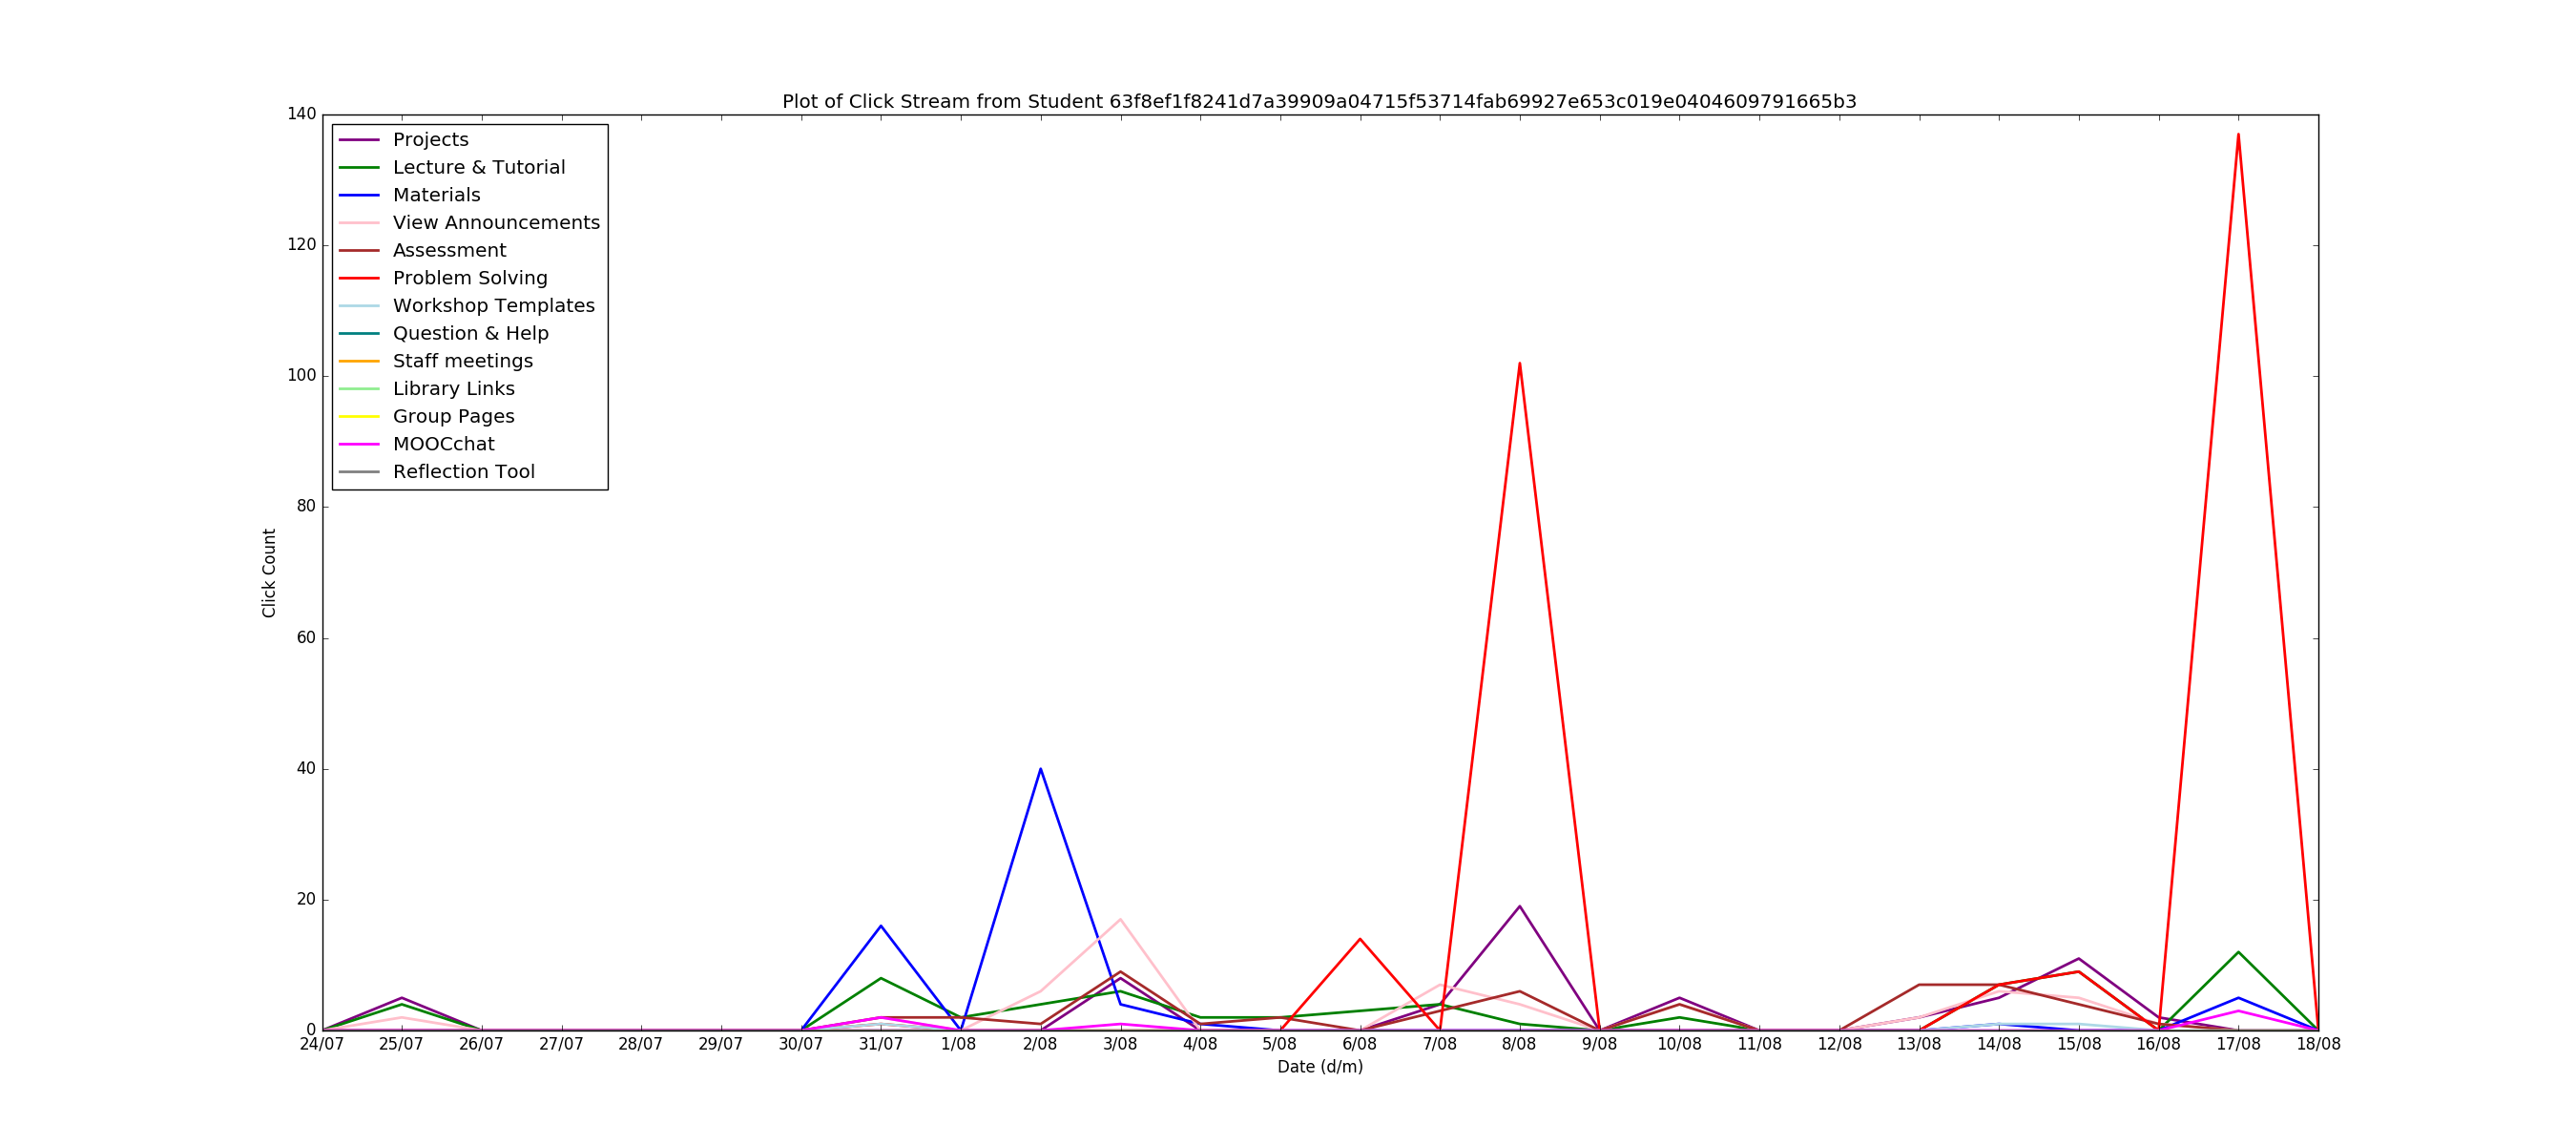 Plot of Click Stream from Student 63f8ef1f8241d7a39909a04715f53714fab69927e653c019e0404609791665b3
140
120
100
80
60
40
20
0
Click Count
Projects
Lecture & Tutorial
Materials
View Announcements
Assessment
Problem Solving
Workshop Templates
Question & Help
Staff meetings
Library Links
Group Pages
MOOCchat
Reflection Tool
24/07 25/07 26/07 27/07 28/07 29/07 30/07 31/07 1/08 2/08 3/08 4/08 5/08 6/08 7/08 8/08 9/08 10/08 11/08 12/08 13/08 14/08 15/08 16/08 17/08 18/08
Date (d/m)